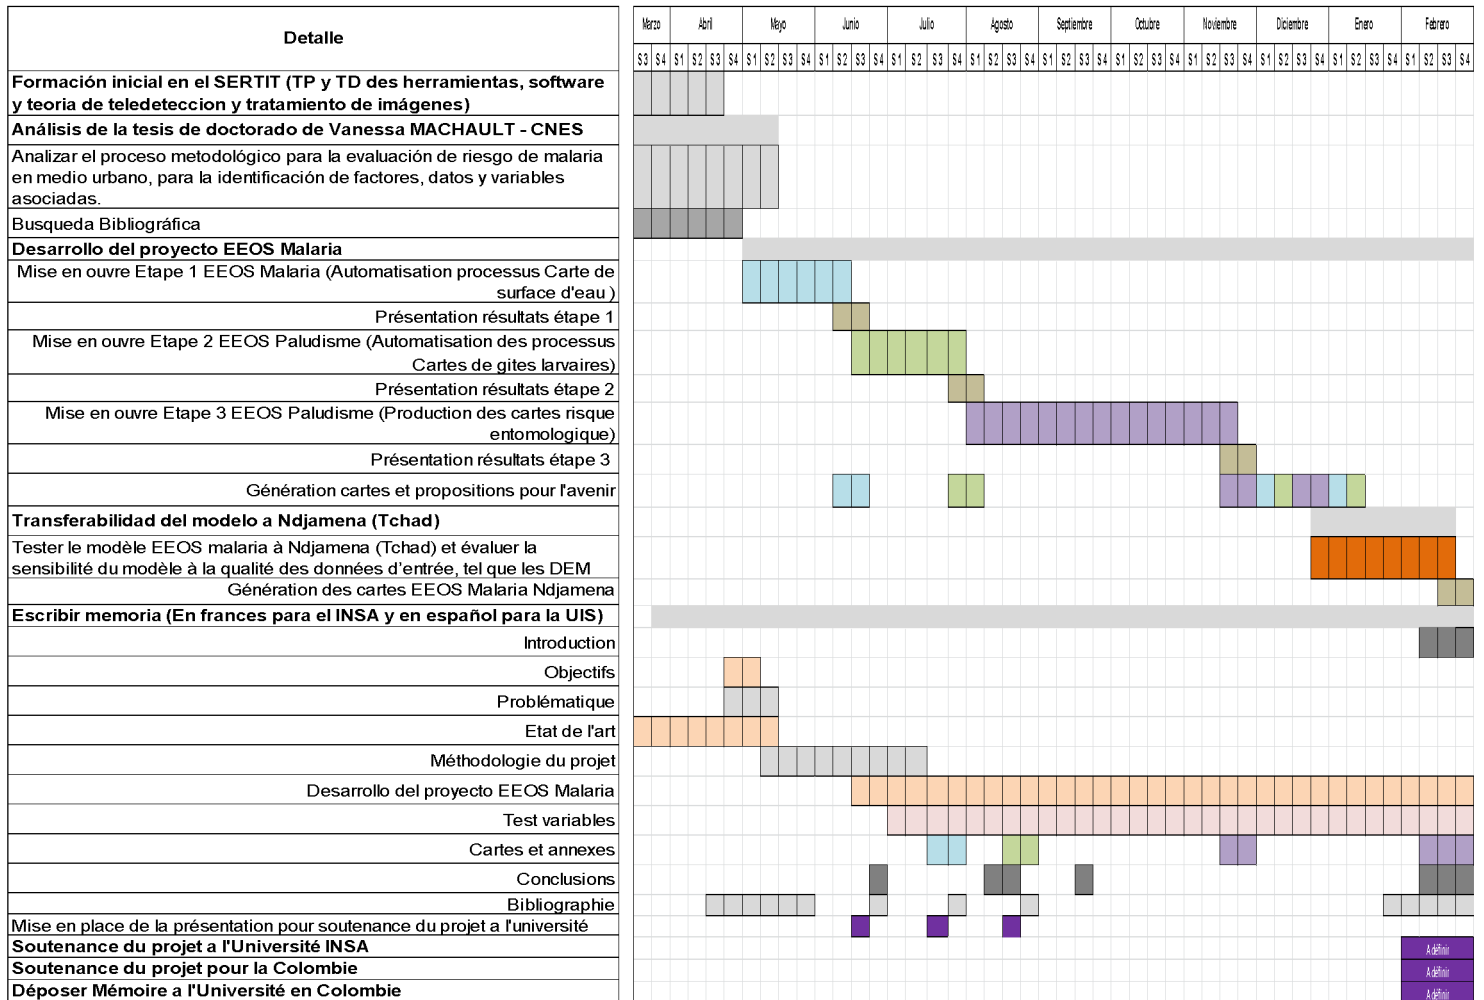 Detalle
Marzo Abril Mayo Junio Julio Agosto Septiembre Octubre Noviembre Diciembre Enero Febrero
S3 S4 S1 S2 S3 S4 S1 S2 S3 S4 S1 S2 S3 S4 S1 S2 S3 S4 S1 S2 S3 S4 S1 S2 S3 S4 S1 S2 S3 S4 S1 S2 S3 S4 S1 S2 S3 S4 S1 S2 S3 S4 S1 S2 S3 S4
Formación inicial en el SERTIT (TP y TD des herramientas, software
y teoria de teledeteccion y tratamiento de imágenes)
Análisis de la tesis de doctorado de Vanessa MACHAULT - CNES
Analizar el proceso metodológico para la evaluación de riesgo de malaria
en medio urbano, para la identificación de factores, datos y variables
asociadas.
Busqueda Bibliográfica
Desarrollo del proyecto EEOS Malaria
Mise en ouvre Etape 1 EEOS Malaria (Automatisation processus Carte de
surface d'eau )
Présentation résultats étape 1
Mise en ouvre Etape 2 EEOS Paludisme (Automatisation des processus
Cartes de gites larvaires)
Présentation résultats étape 2
Mise en ouvre Etape 3 EEOS Paludisme (Production des cartes risque
entomologique)
Présentation résultats étape 3
Génération cartes et propositions pour l'avenir
Transferabilidad del modelo a Ndjamena (Tchad)
Tester le modèle EEOS malaria à Ndjamena (Tchad) et évaluer la
sensibilité du modèle à la qualité des données d'entrée, tel que les DEM
Génération des cartes EEOS Malaria Ndjamena
Escribir memoria (En frances para el INSA y en español para la UIS)
Introduction
Objectifs
Problématique
Etat de l'art
Méthodologie du projet
Desarrollo del proyecto EEOS Malaria
Test variables
Cartes et annexes
Conclusions
Bibliographie
Mise en place de la présentation pour soutenance du projet a l'université
Soutenance du projet a l'Université INSA
A définir
Soutenance du projet pour la Colombie
A définir
Déposer Mémoire a l'Université en Colombie
A définir